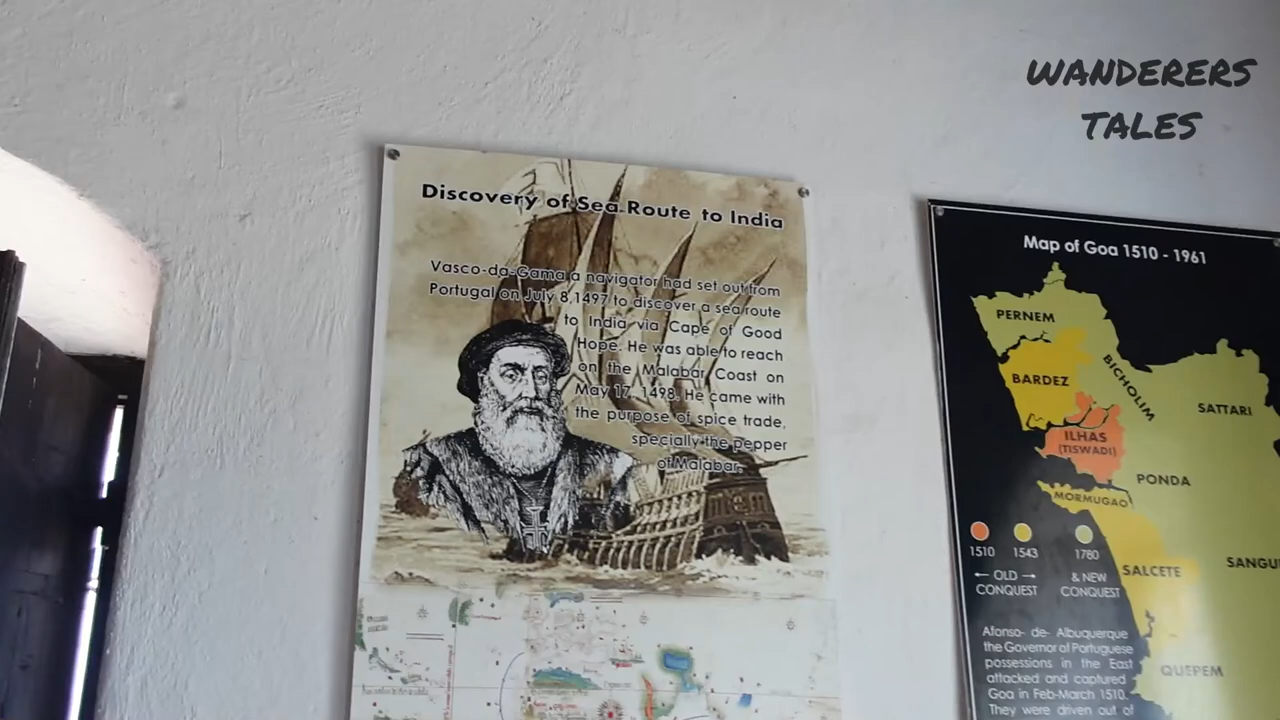 WANDERERS
TALES
Discovery of Sea Route to India
Vasco-da-Gama a navigator had set out from
Portugal on July 8,1497 to discover a sea route
to India via Cape of Good
Hope. He was able to reach
on the Malabar Coast on
May 17, 1498. He came with
the purpose of spice trade,
specially the pepper
of Malabar.
Map of Goa 1510 - 1961
PERNEM
BARDEZ
BICHOLIM
SATTARI
ILHAS
(TISWADI)
PONDA
MORMUGAO
1510
1543
1780
← OLD →
CONQUEST
& NEW
CONQUEST
SALCETE
SANGU
QUEPEM
Afonso- de- Albuquerque
the Governor of Portuguese
possessions in the East
attacked and captured
Goa in Feb-March 1510.
They were driven out of